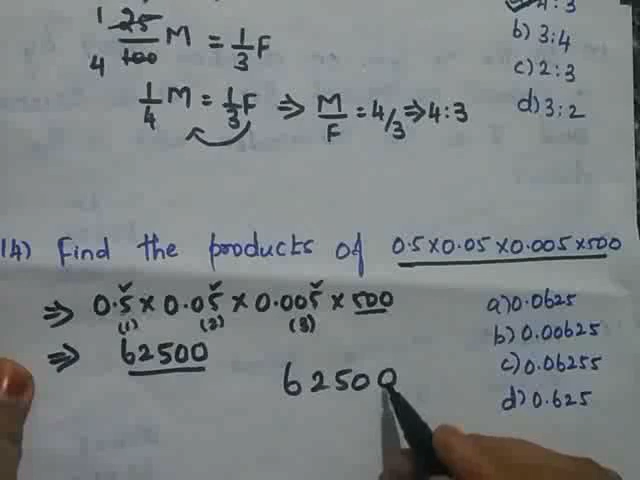 1 25/100 M = 1/3 F
4
1/4 M = 1/3 F ⇒ M/F = 4/3 ⇒ 4:3
4:3
b) 3:4
c) 2:3
d) 3:2
14) Find the products of 0.5×0.05×0.005×500
⇒ 0.5 × 0.05 × 0.005 × 500
(1) (2) (3)
⇒ 62500
62500
a) 0.0625
b) 0.00625
c) 0.06255
d) 0.625